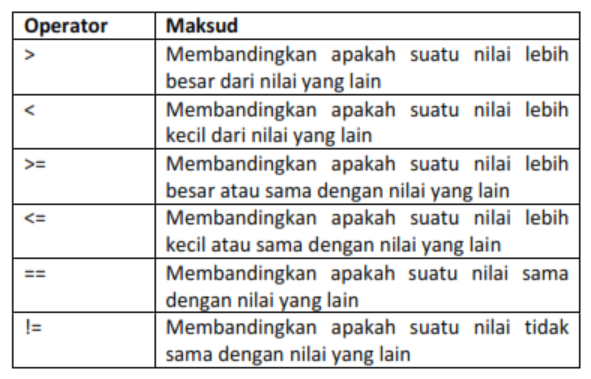 Operator Maksud
> Membandingkan apakah suatu nilai lebih
besar dari nilai yang lain
< Membandingkan apakah suatu nilai lebih
kecil dari nilai yang lain
>= Membandingkan apakah suatu nilai lebih
besar atau sama dengan nilai yang lain
<= Membandingkan apakah suatu nilai lebih
kecil atau sama dengan nilai yang lain
== Membandingkan apakah suatu nilai sama
dengan nilai yang lain
!= Membandingkan apakah suatu nilai tidak
sama dengan nilai yang lain